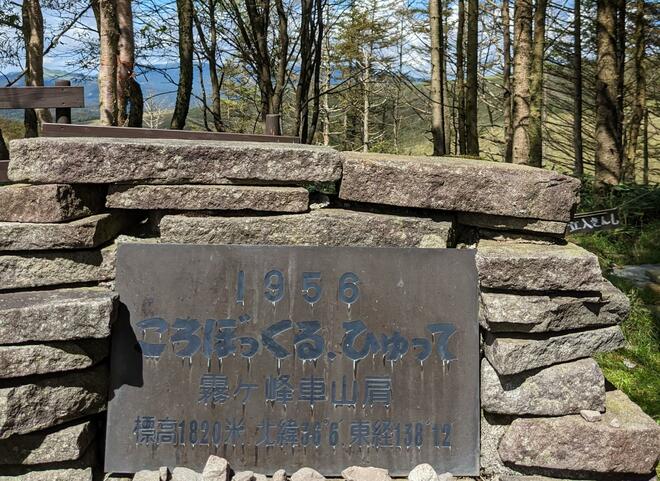 1956
ころぼっくる.ひゅって
霧ヶ峰車山肩
標高1820米 北緯36°6′ 東経138°12′